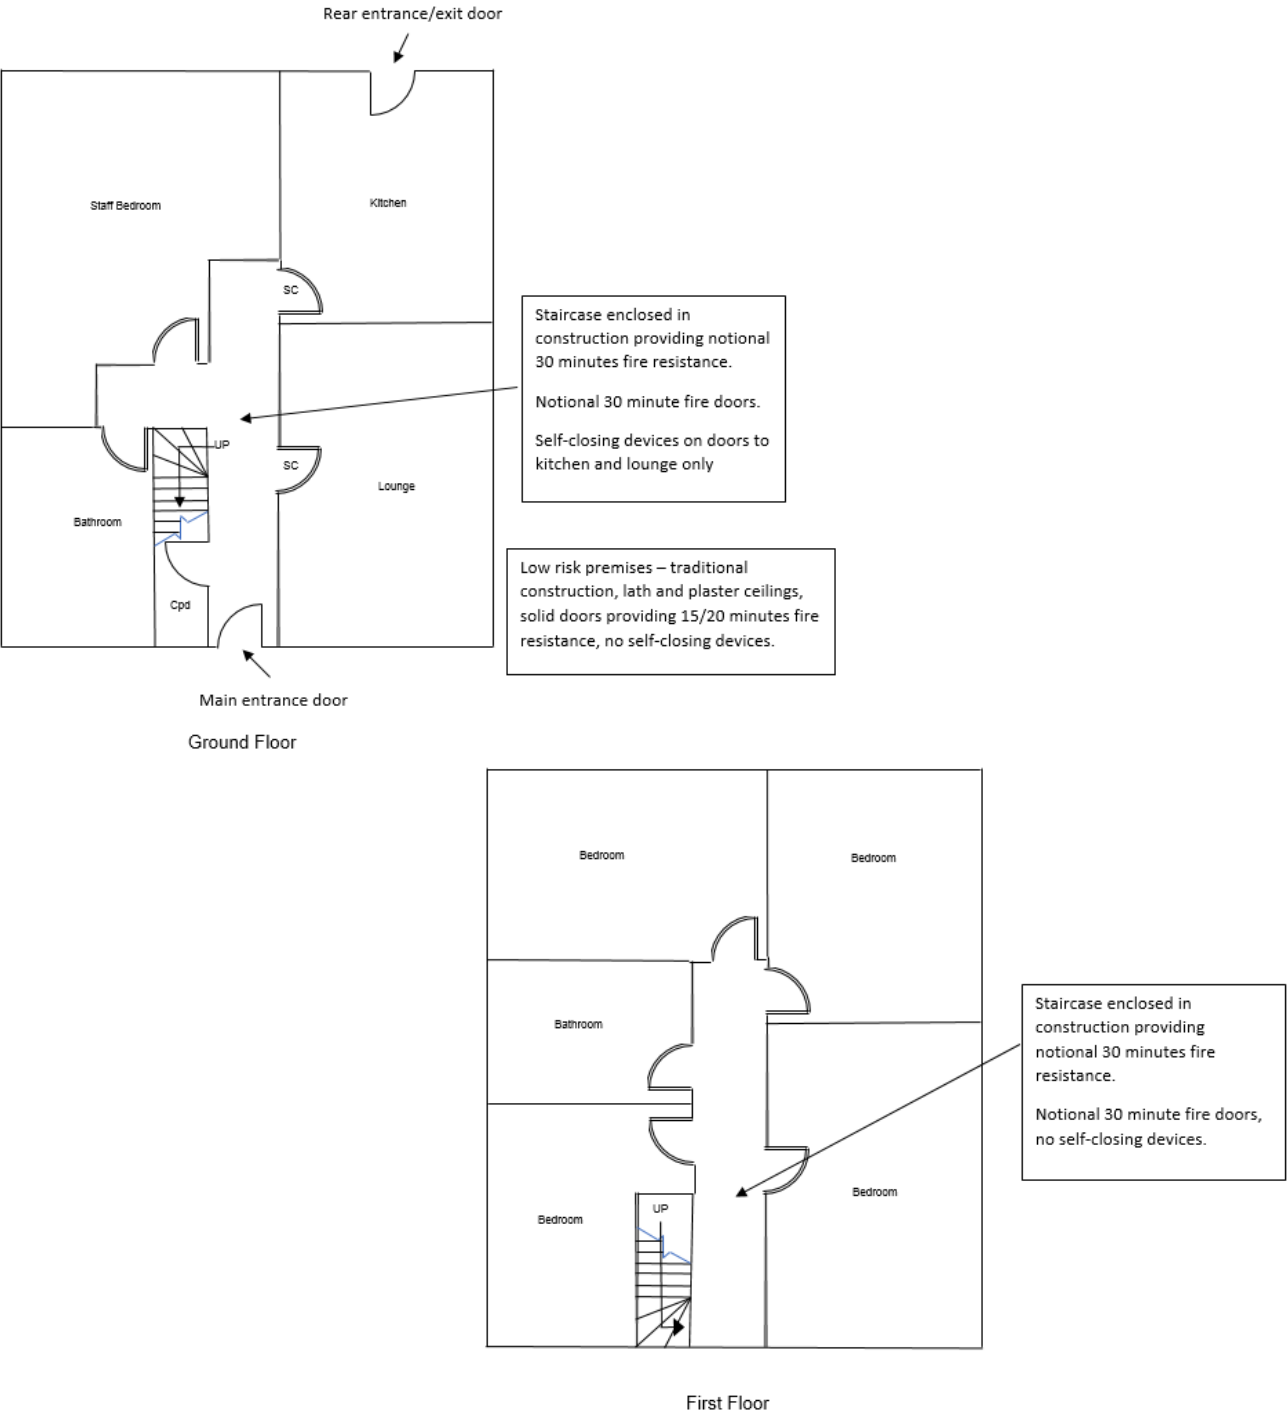 Rear entrance/exit door
Staff Bedroom
Kitchen
SC
Staircase enclosed in
construction providing notional
30 minutes fire resistance.
Notional 30 minute fire doors.
Self-closing devices on doors to
kitchen and lounge only
UP
SC
Lounge
Bathroom
Low risk premises – traditional
construction, lath and plaster ceilings,
solid doors providing 15/20 minutes fire
resistance, no self-closing devices.
Cpd
Main entrance door
Ground Floor
Bedroom
Bedroom
Bathroom
Staircase enclosed in
construction providing
notional 30 minutes fire
resistance.
Notional 30 minute fire doors,
no self-closing devices.
Bedroom
UP
Bedroom
First Floor